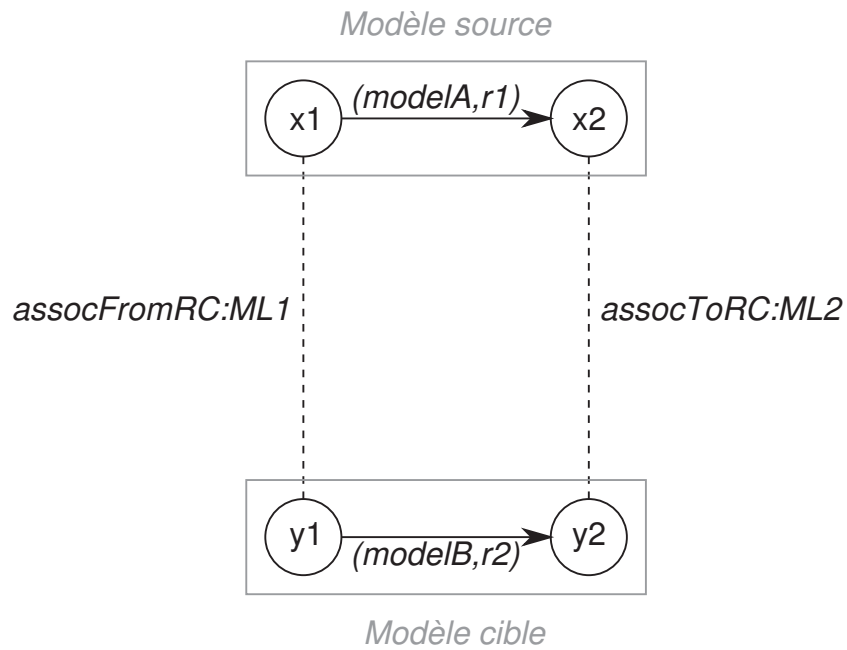 Modèle source
(modelA,r1)
x1
x2
assocFromRC:ML1
assocToRC:ML2
y1
y2
(modelB,r2)
Modèle cible